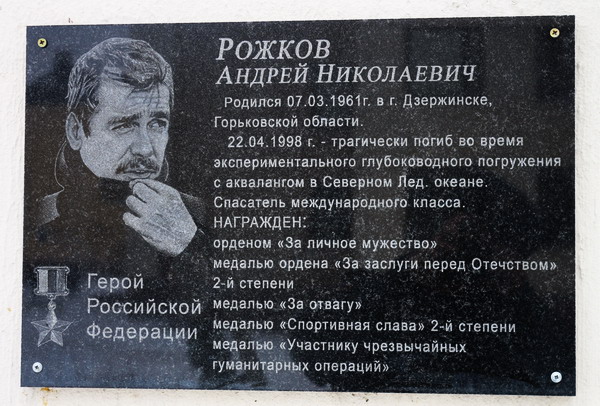 РОЖКОВ
АНДРЕЙ НИКОЛАЕВИЧ
Родился 07.03.1961г. в г. Дзержинске,
Горьковской области.
22.04.1998 г. - трагически погиб во время
экспериментального глубоководного погружения
с аквалангом в Северном Лед. океане.
Спасатель международного класса.
НАГРАЖДЕН:
орденом «За личное мужество»
медалью ордена «За заслуги перед Отечством»
2-й степени
медалью «За отвагу»
медалью «Спортивная слава» 2-й степени
медалью «Участнику чрезвычайных
гуманитарных операций»
Герой
Российской
Федерации